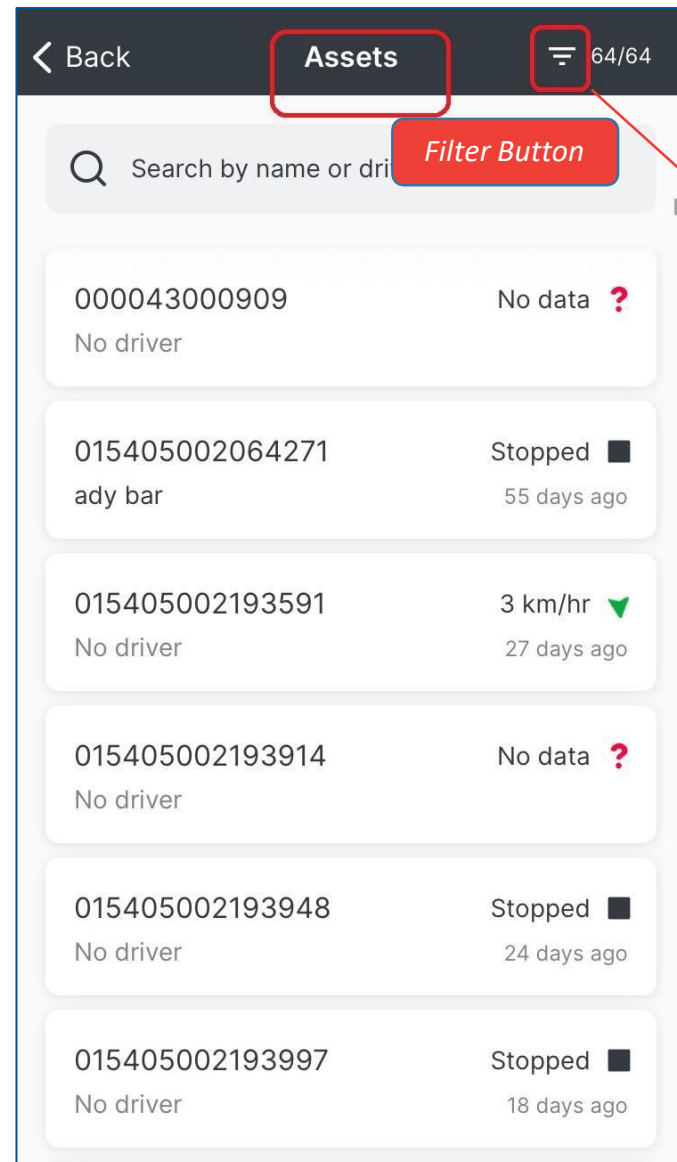 Back Assets 64/64
Filter Button
Search by name or dri
000043000909 No data ?
No driver
015405002064271 Stopped
ady bar 55 days ago
015405002193591 3 km/hr
No driver 27 days ago
015405002193914 No data ?
No driver
015405002193948 Stopped
No driver 24 days ago
015405002193997 Stopped
No driver 18 days ago